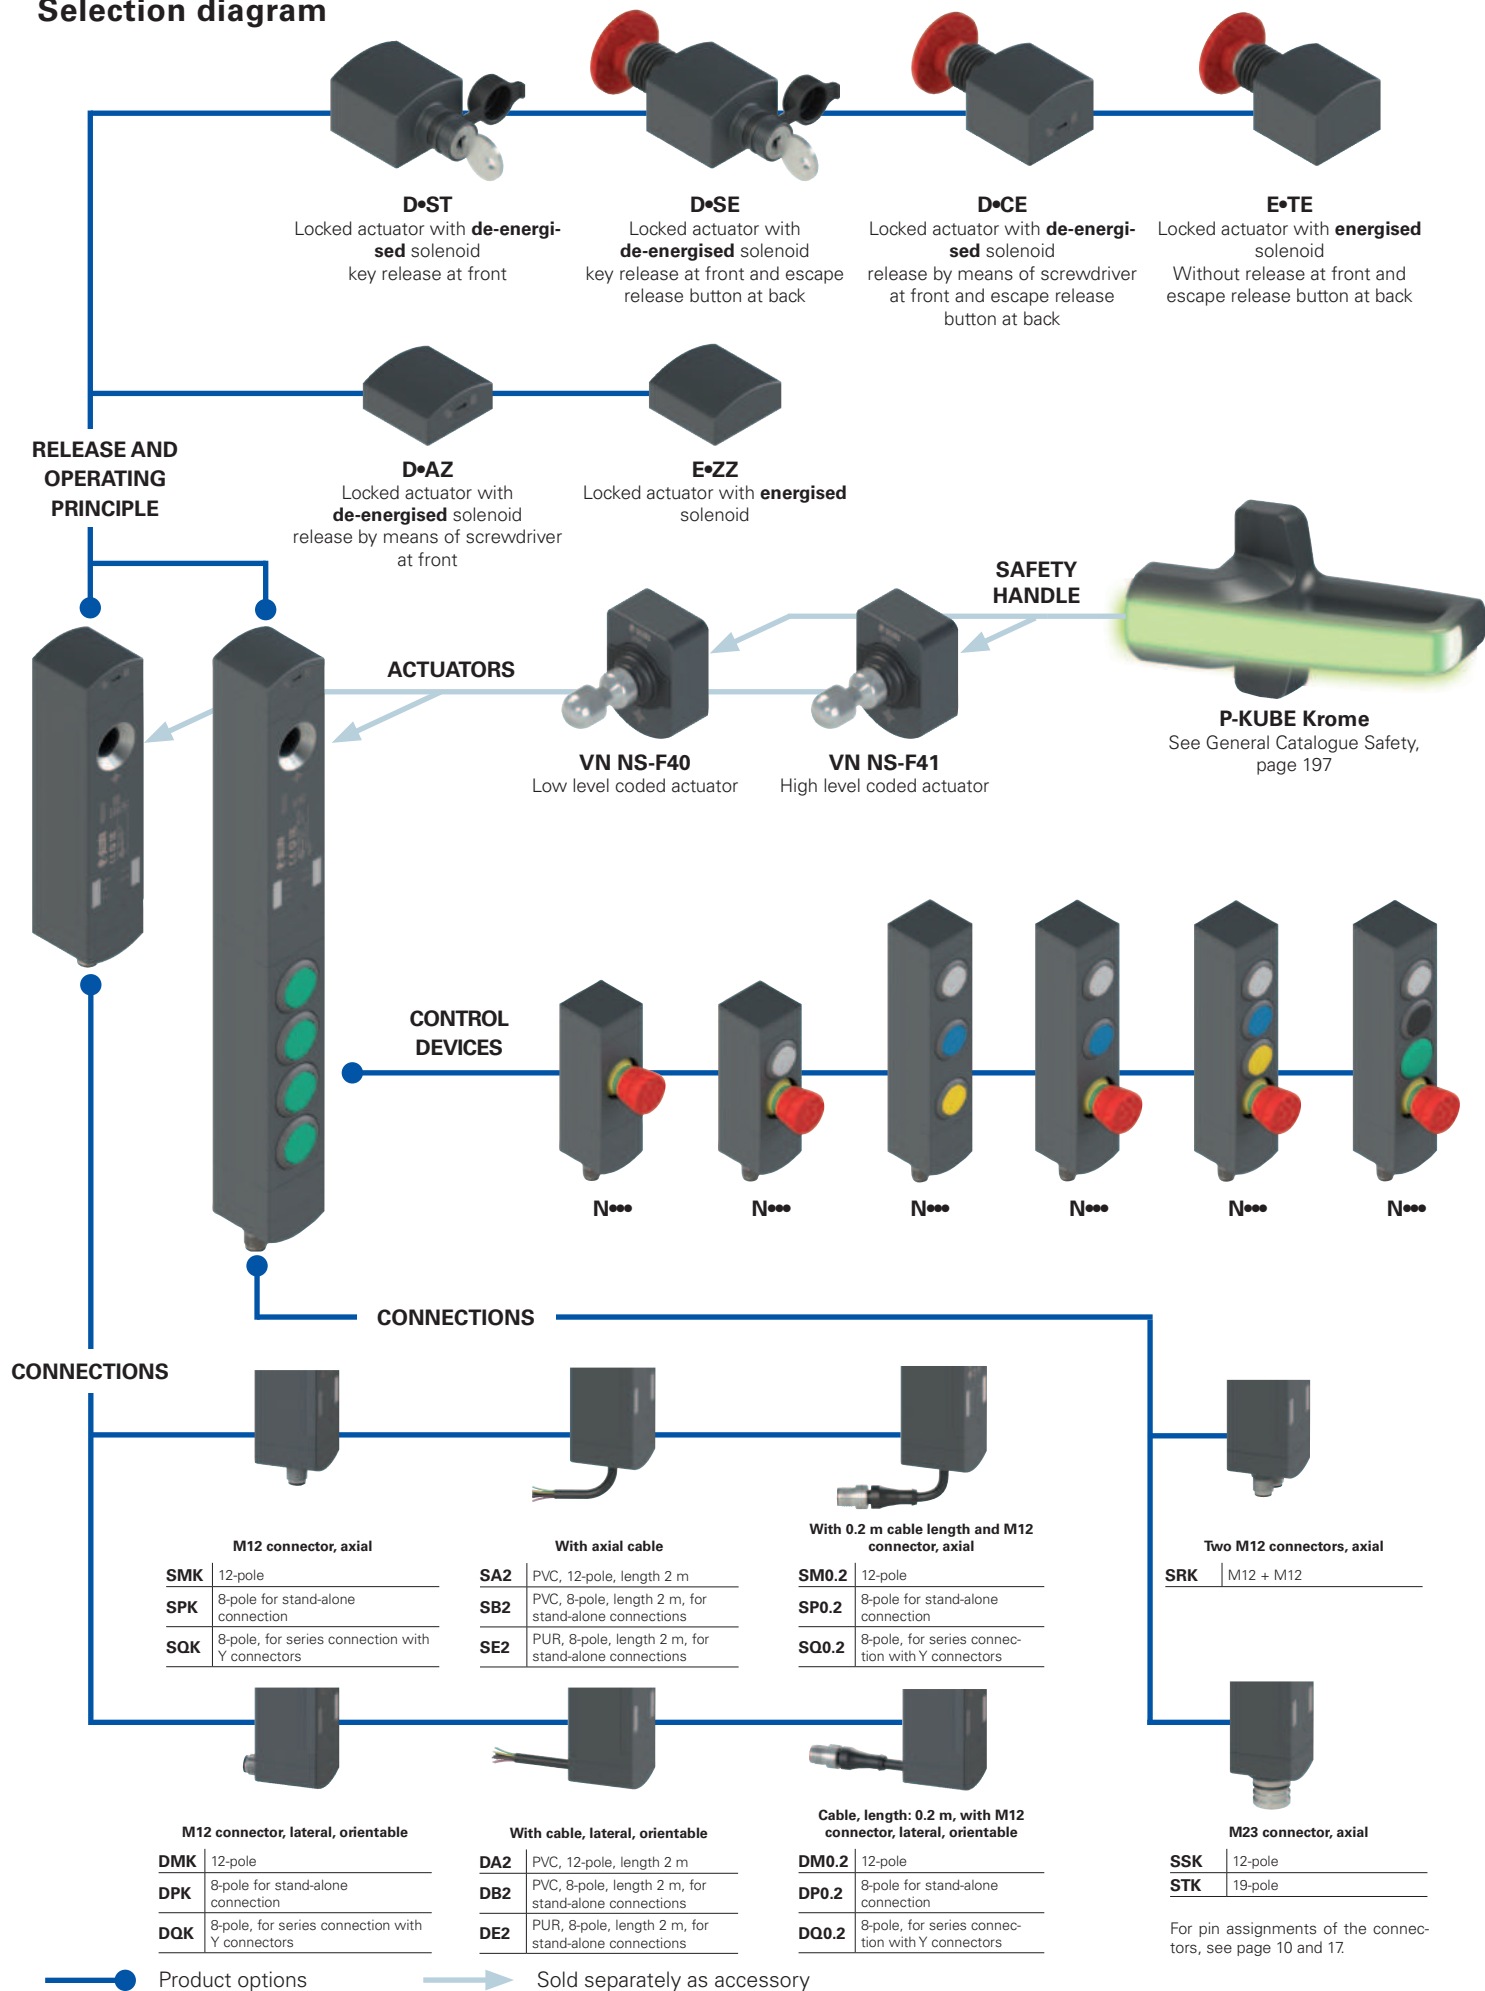 Selection diagram
D•ST
Locked actuator with de-energi-
sed solenoid
key release at front
D•SE
Locked actuator with
de-energised solenoid
key release at front and escape
release button at back
D•CE
Locked actuator with de-energi-
sed solenoid
release by means of screwdriver
at front and escape release
button at back
E•TE
Locked actuator with energised
solenoid
Without release at front and
escape release button at back
RELEASE AND
OPERATING
PRINCIPLE
D•AZ
Locked actuator with
de-energised solenoid
release by means of screwdriver
at front
E•ZZ
Locked actuator with energised
solenoid
SAFETY
HANDLE
ACTUATORS
P-KUBE Krome
See General Catalogue Safety,
page 197
VN NS-F40
Low level coded actuator
VN NS-F41
High level coded actuator
CONTROL
DEVICES
N•••
N•••
N•••
N•••
N•••
N•••
CONNECTIONS
CONNECTIONS
M12 connector, axial
SMK 12-pole
SPK 8-pole for stand-alone
connection
SQK 8-pole, for series connection with
Y connectors
With axial cable
SA2 PVC, 12-pole, length 2 m
SB2 PVC, 8-pole, length 2 m, for
stand-alone connections
SE2 PUR, 8-pole, length 2 m, for
stand-alone connections
With 0.2 m cable length and M12
connector, axial
SM0.2 12-pole
SP0.2 8-pole for stand-alone
connection
SQ0.2 8-pole, for series connec-
tion with Y connectors
Two M12 connectors, axial
SRK M12 + M12
M12 connector, lateral, orientable
DMK 12-pole
DPK 8-pole for stand-alone
connection
DQK 8-pole, for series connection with
Y connectors
With cable, lateral, orientable
DA2 PVC, 12-pole, length 2 m
DB2 PVC, 8-pole, length 2 m, for
stand-alone connections
DE2 PUR, 8-pole, length 2 m, for
stand-alone connections
Cable, length: 0.2 m, with M12
connector, lateral, orientable
DM0.2 12-pole
DP0.2 8-pole for stand-alone
connection
DQ0.2 8-pole, for series connec-
tion with Y connectors
M23 connector, axial
SSK 12-pole
STK 19-pole
For pin assignments of the connec-
tors, see page 10 and 17.
Product options
Sold separately as accessory